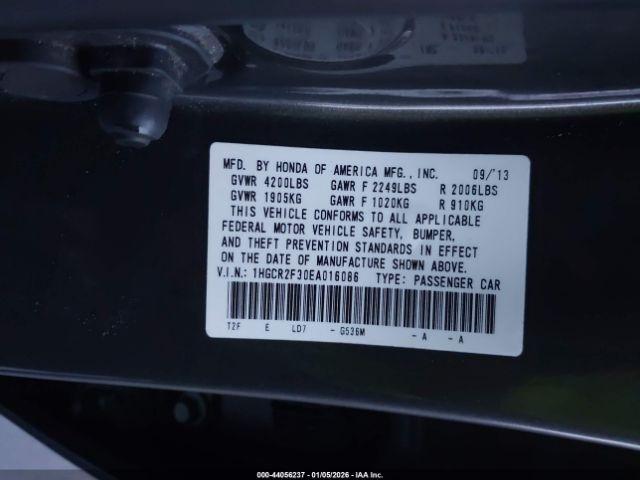 MFD. BY HONDA OF AMERICA MFG., INC. 09/'13
GVWR 4200LBS GAWR F 2249LBS R 2006LBS
GVWR 1905KG GAWR F 1020KG R 910KG
THIS VEHICLE CONFORMS TO ALL APPLICABLE
FEDERAL MOTOR VEHICLE SAFETY, BUMPER,
AND THEFT PREVENTION STANDARDS IN EFFECT
ON THE DATE OF MANUFACTURE SHOWN ABOVE.
V.I.N.: 1HGCR2F30EA016066 TYPE: PASSENGER CAR
T2F E LD7 - G536M - A - A
000-44056237 - 01/05/2026 - IAA Inc.